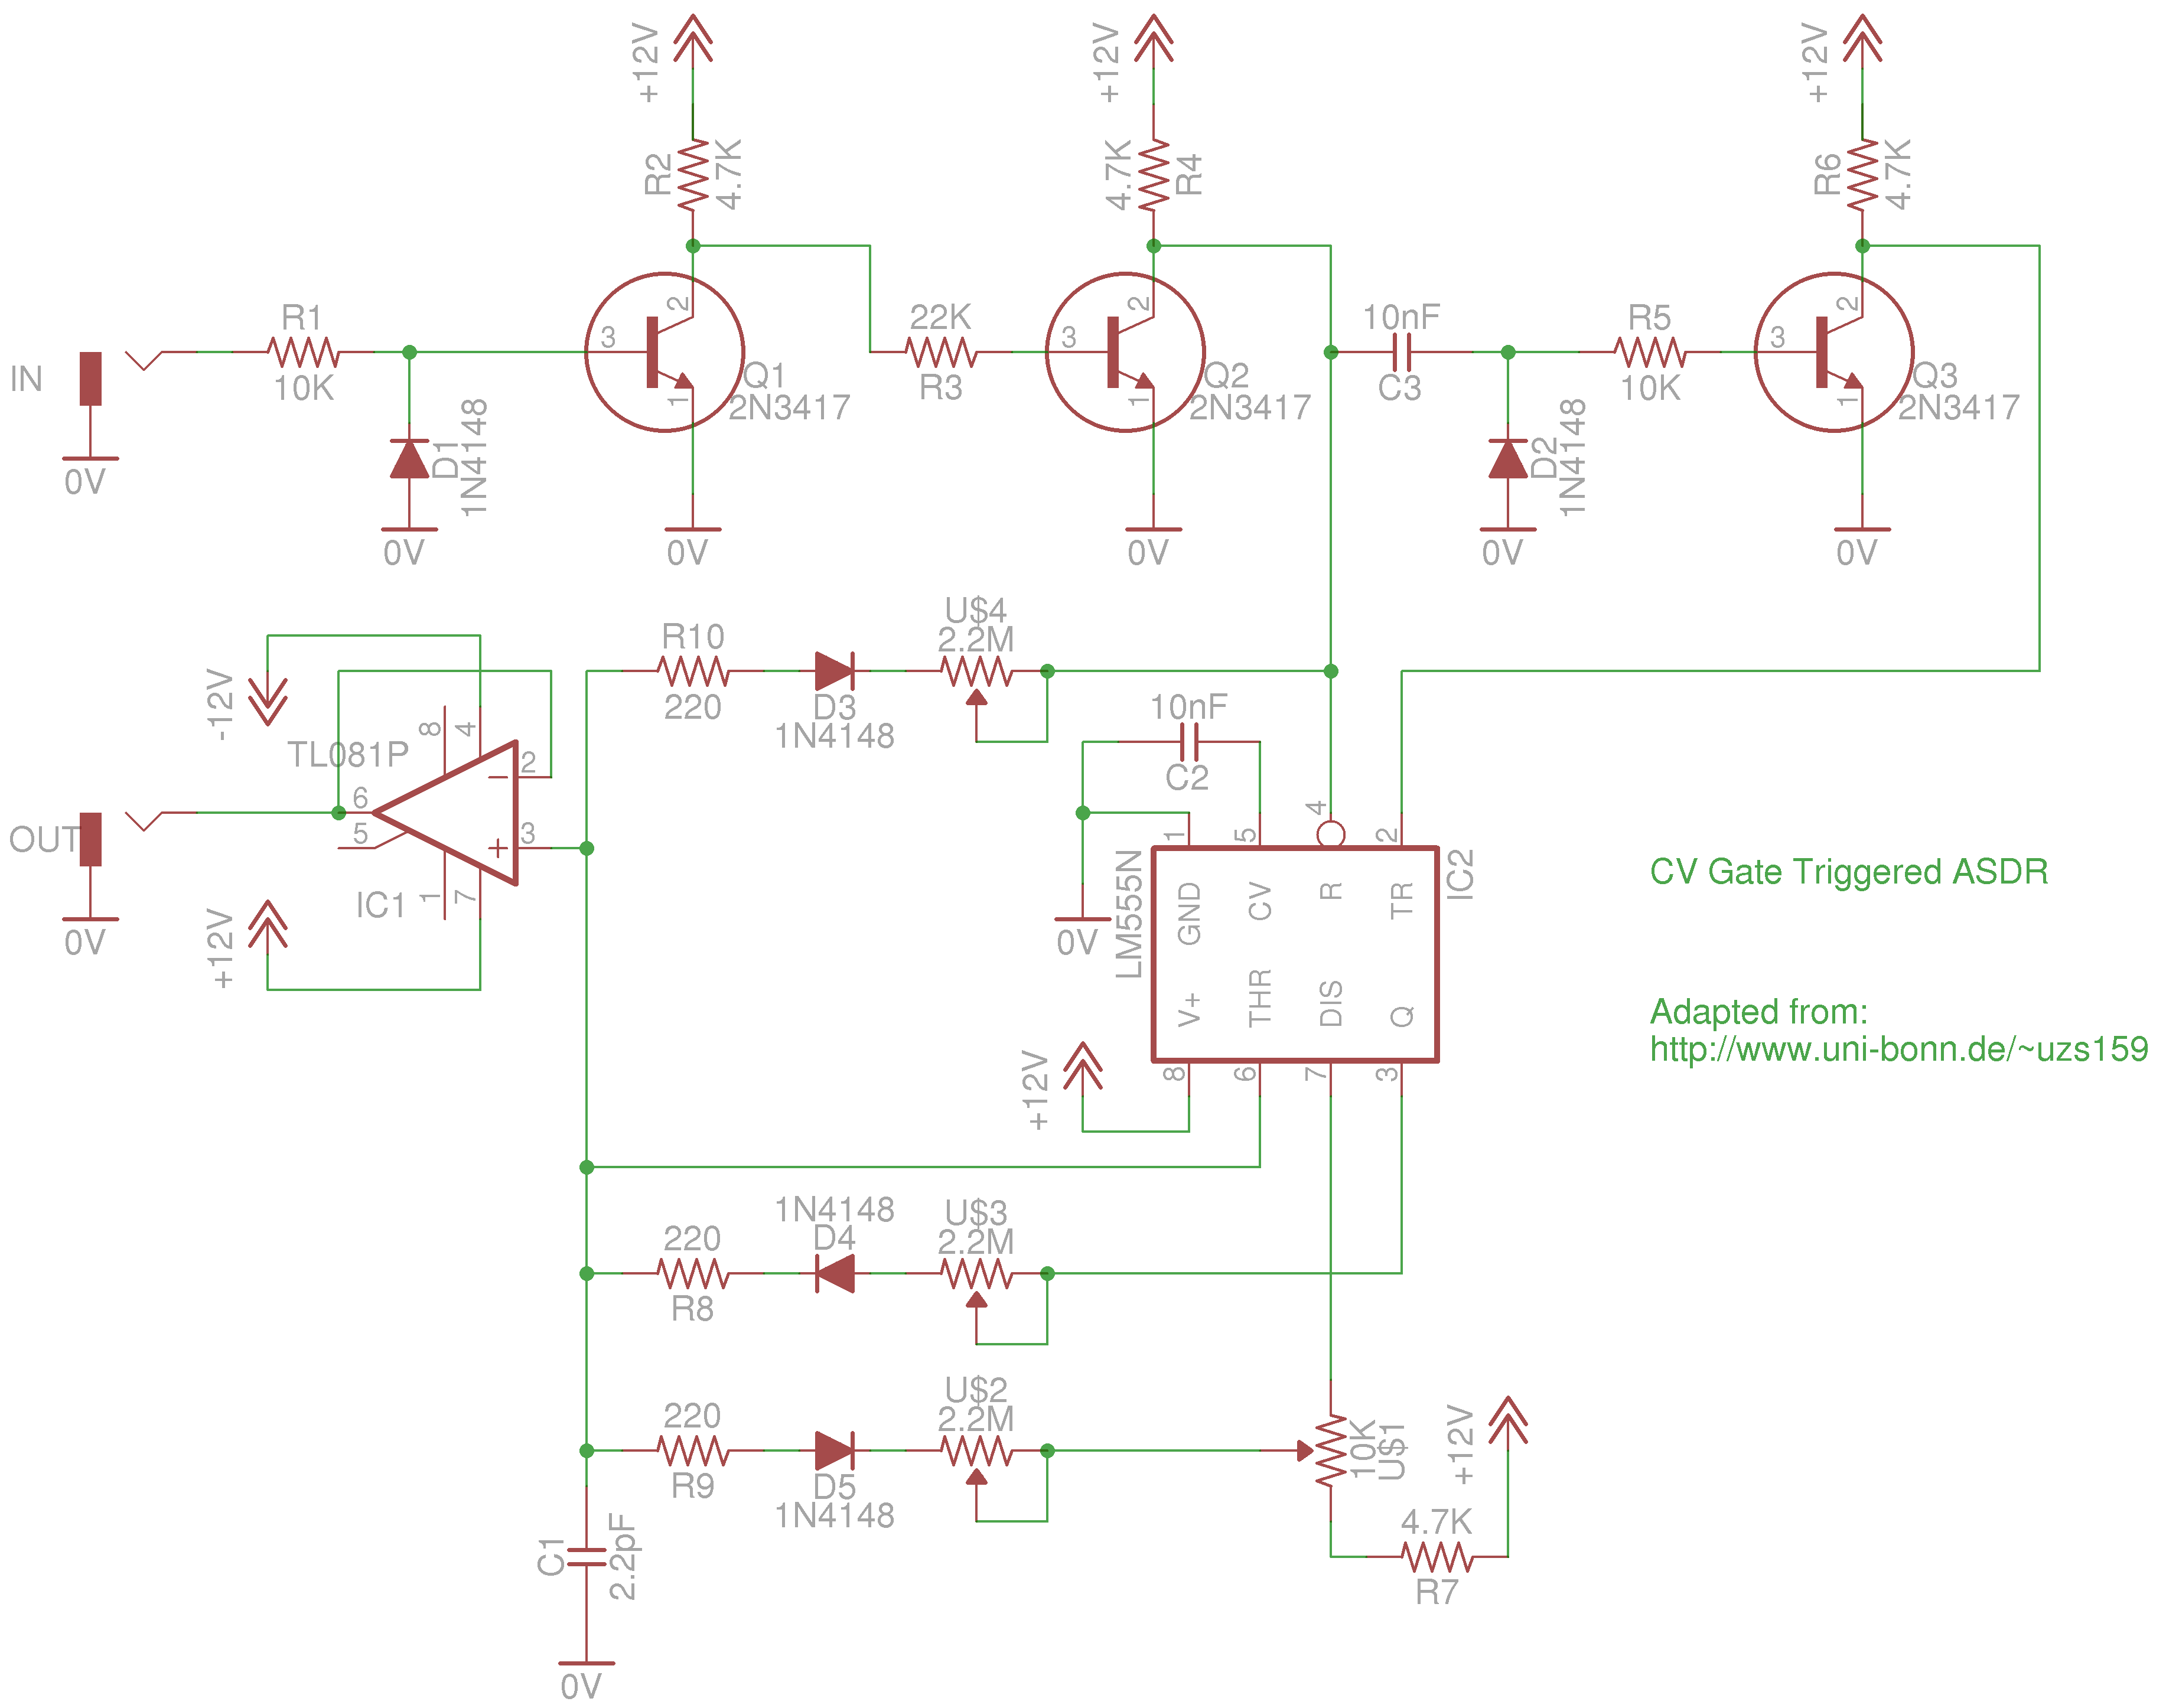 +12V
+12V
+12V
R2
4.7K
4.7K
R4
R6
4.7K
IN
0V
R1
10K
D1
1N4148
0V
3
2
1
Q1
2N3417
0V
22K
R3
3
2
1
Q2
2N3417
0V
10nF
C3
D2
1N4148
0V
R5
10K
3
2
1
Q3
2N3417
0V
-12V
TL081P
8
4
2
3
6
5
1
7
IC1
+12V
OUT
0V
R10
220
D3
1N4148
U$4
2.2M
10nF
C2
0V
1
5
4
2
LM555N
GND
CV
R
TR
V+
THR
DIS
Q
IC2
8
6
7
3
+12V
CV Gate Triggered ASDR
Adapted from:
http://www.uni-bonn.de/~uzs159
220
R8
1N4148
D4
U$3
2.2M
220
R9
D5
1N4148
U$2
2.2M
10K
U$1
+12V
4.7K
R7
C1
2.2pF
0V